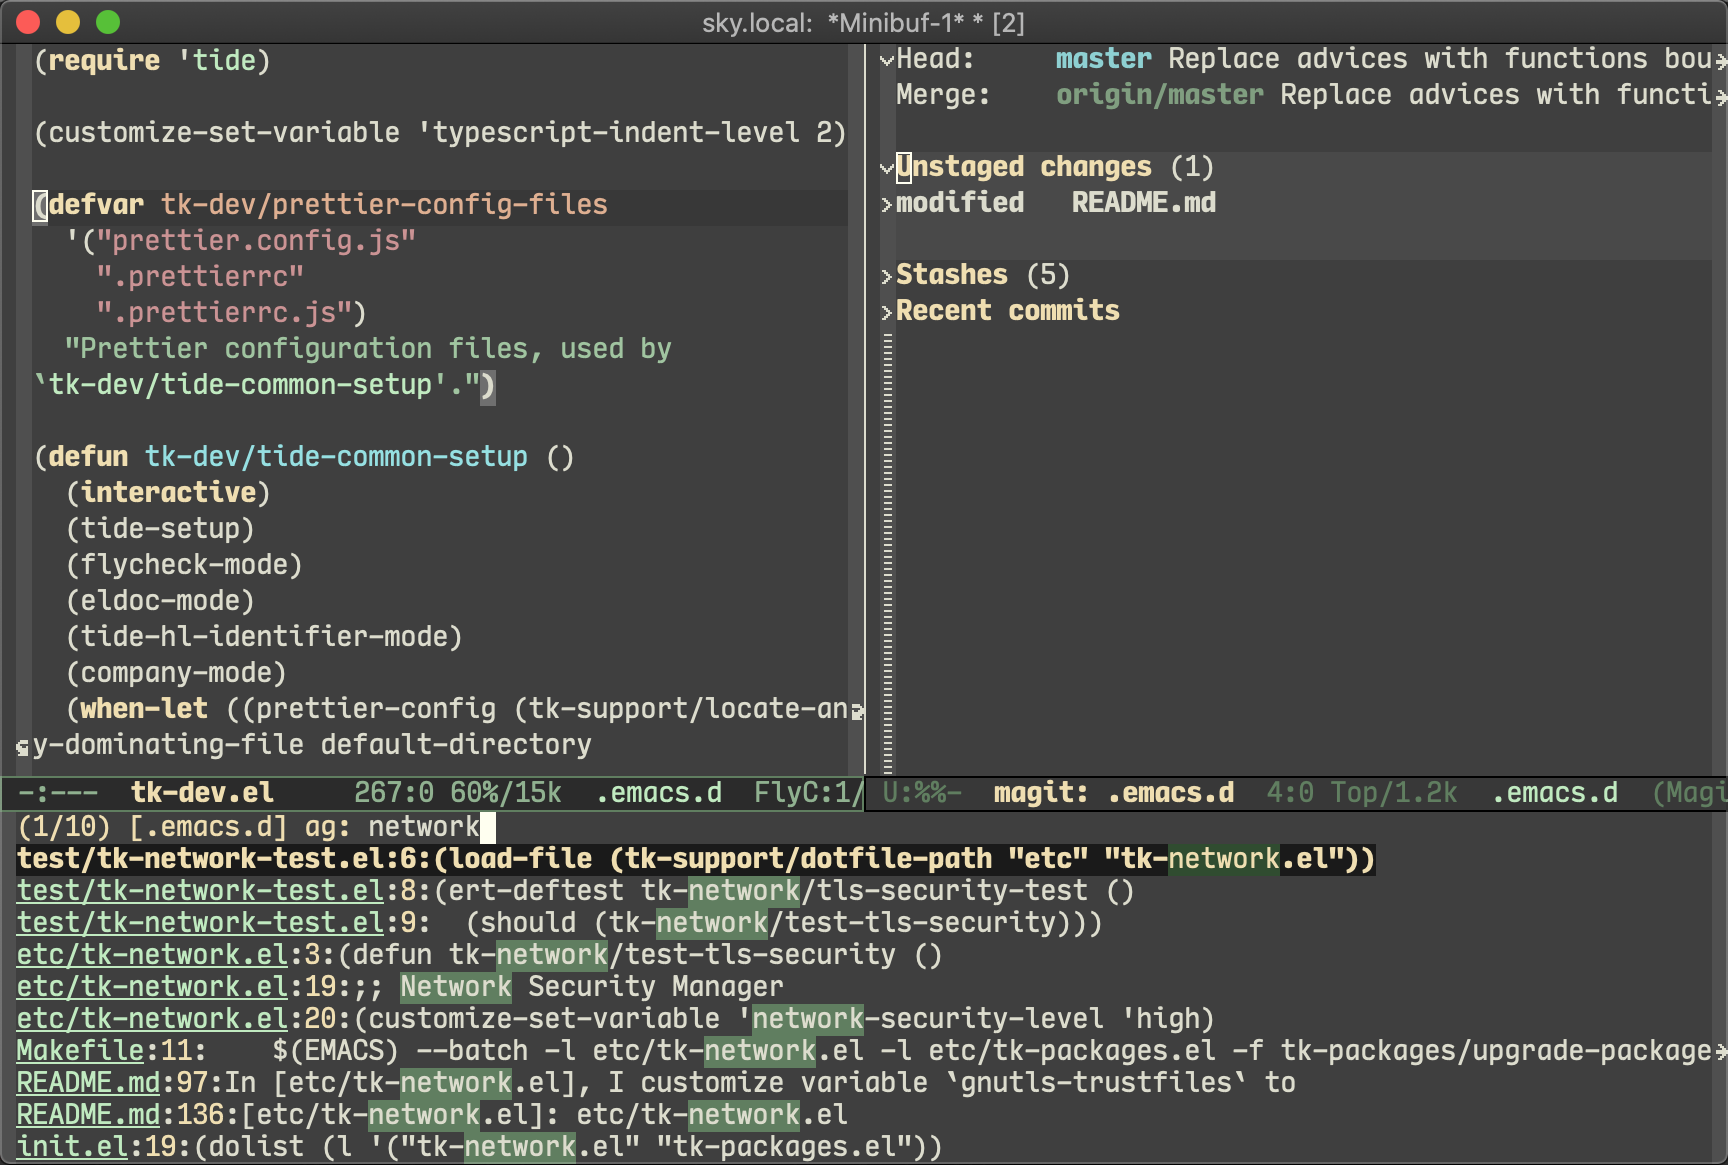 sky.local: *Minibuf-1* * [2]
(require 'tide)
(customize-set-variable 'typescript-indent-level 2)
(defvar tk-dev/prettier-config-files
'("prettier.config.js"
".prettierrc"
".prettierrc.js")
"Prettier configuration files, used by
`tk-dev/tide-common-setup'.")
(defun tk-dev/tide-common-setup ()
(interactive)
(tide-setup)
(flycheck-mode)
(eldoc-mode)
(tide-hl-identifier-mode)
(company-mode)
(when-let ((prettier-config (tk-support/locate-an
y-dominating-file default-directory
-:--- tk-dev.el 267:0 60%/15k .emacs.d FlyC:1/
Head: master Replace advices with functions bou
Merge: origin/master Replace advices with functi
Unstaged changes (1)
modified README.md
Stashes (5)
Recent commits
U:%%- magit: .emacs.d 4:0 Top/1.2k .emacs.d (Magi
(1/10) [.emacs.d] ag: network
test/tk-network-test.el:6:(load-file (tk-support/dotfile-path "etc" "tk-network.el"))
test/tk-network-test.el:8:(ert-deftest tk-network/tls-security-test ()
test/tk-network-test.el:9:  (should (tk-network/test-tls-security)))
etc/tk-network.el:3:(defun tk-network/test-tls-security ()
etc/tk-network.el:19:;; Network Security Manager
etc/tk-network.el:20:(customize-set-variable 'network-security-level 'high)
Makefile:11:    $(EMACS) --batch -l etc/tk-network.el -l etc/tk-packages.el -f tk-packages/upgrade-package
README.md:97:In [etc/tk-network.el], I customize variable `gnutls-trustfiles` to
README.md:136:[etc/tk-network.el]: etc/tk-network.el
init.el:19:(dolist (l '("tk-network.el" "tk-packages.el"))